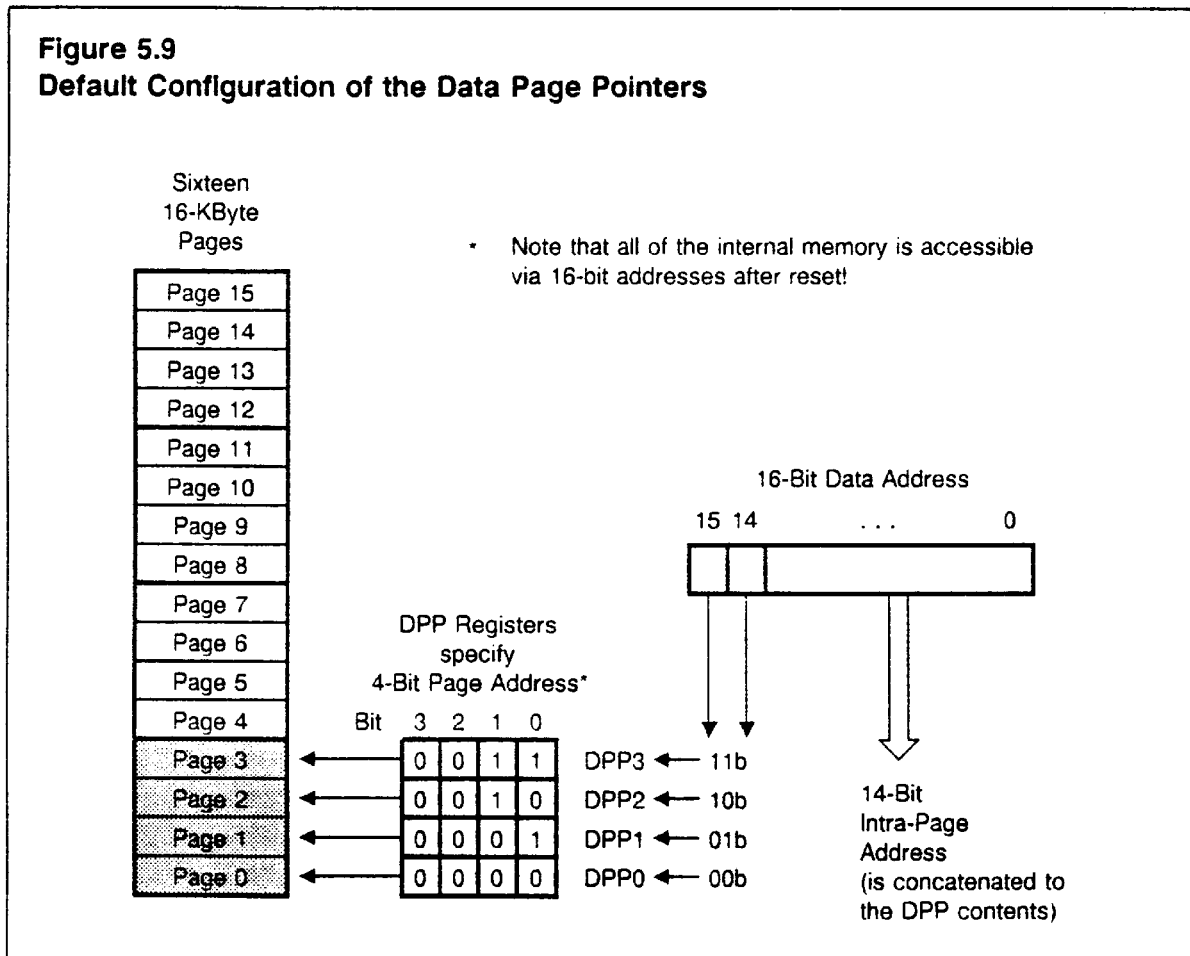 Figure 5.9
Default Configuration of the Data Page Pointers
Sixteen
16-KByte
Pages
* Note that all of the internal memory is accessible
via 16-bit addresses after reset!
Page 15
Page 14
Page 13
Page 12
Page 11
Page 10
Page 9
Page 8
Page 7
Page 6
Page 5
Page 4
Page 3
Page 2
Page 1
Page 0
16-Bit Data Address
15 14 ... 0
DPP Registers
specify
4-Bit Page Address*
Bit 3 2 1 0
0 0 1 1 DPP3 11b
0 0 1 0 DPP2 10b
0 0 0 1 DPP1 01b
0 0 0 0 DPP0 00b
14-Bit
Intra-Page
Address
(is concatenated to
the DPP contents)